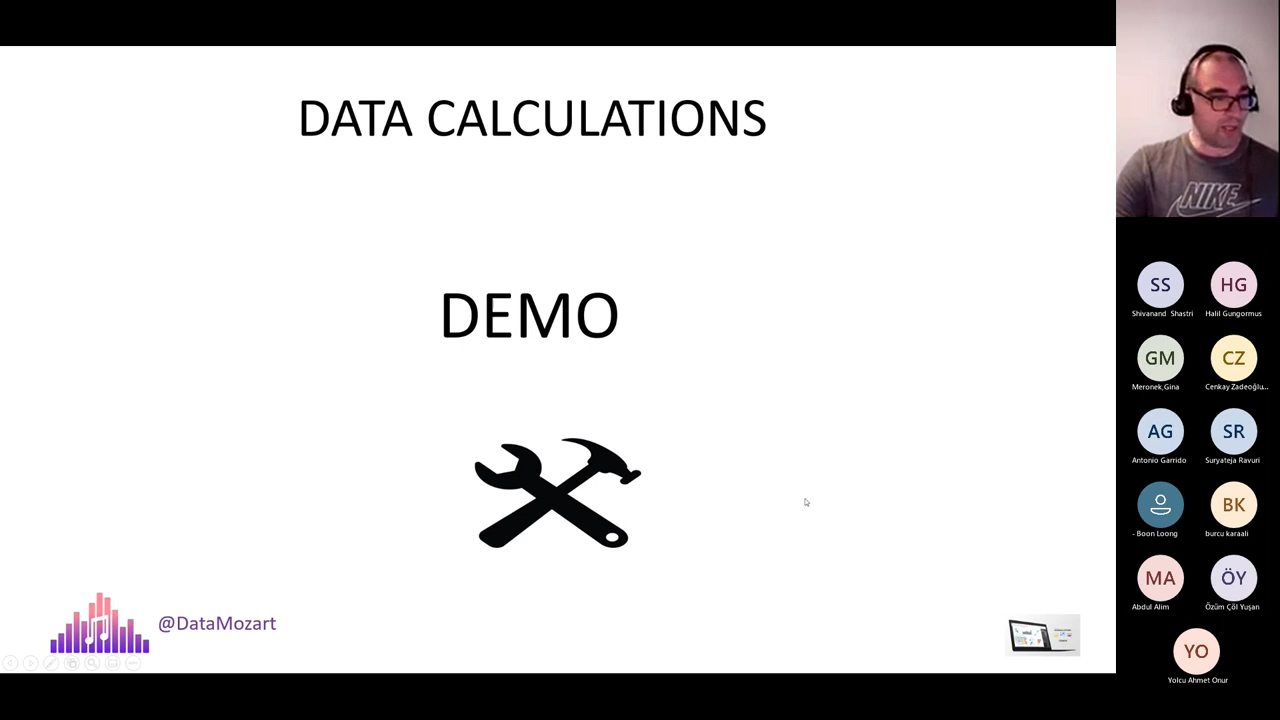 DATA CALCULATIONS
DEMO
@DataMozart
NIKE
SS
Shivanand Shastri
HG
Halil Gungormus
GM
Meronek,Gina
CZ
Cenkay Zadeoğlu...
AG
Antonio Garrido
SR
Suryateja Ravuri
- Boon Loong
BK
burcu karaali
MA
Abdul Alim
ÖY
Özüm Çöl Yuşan
YO
Yolcu Ahmet Onur